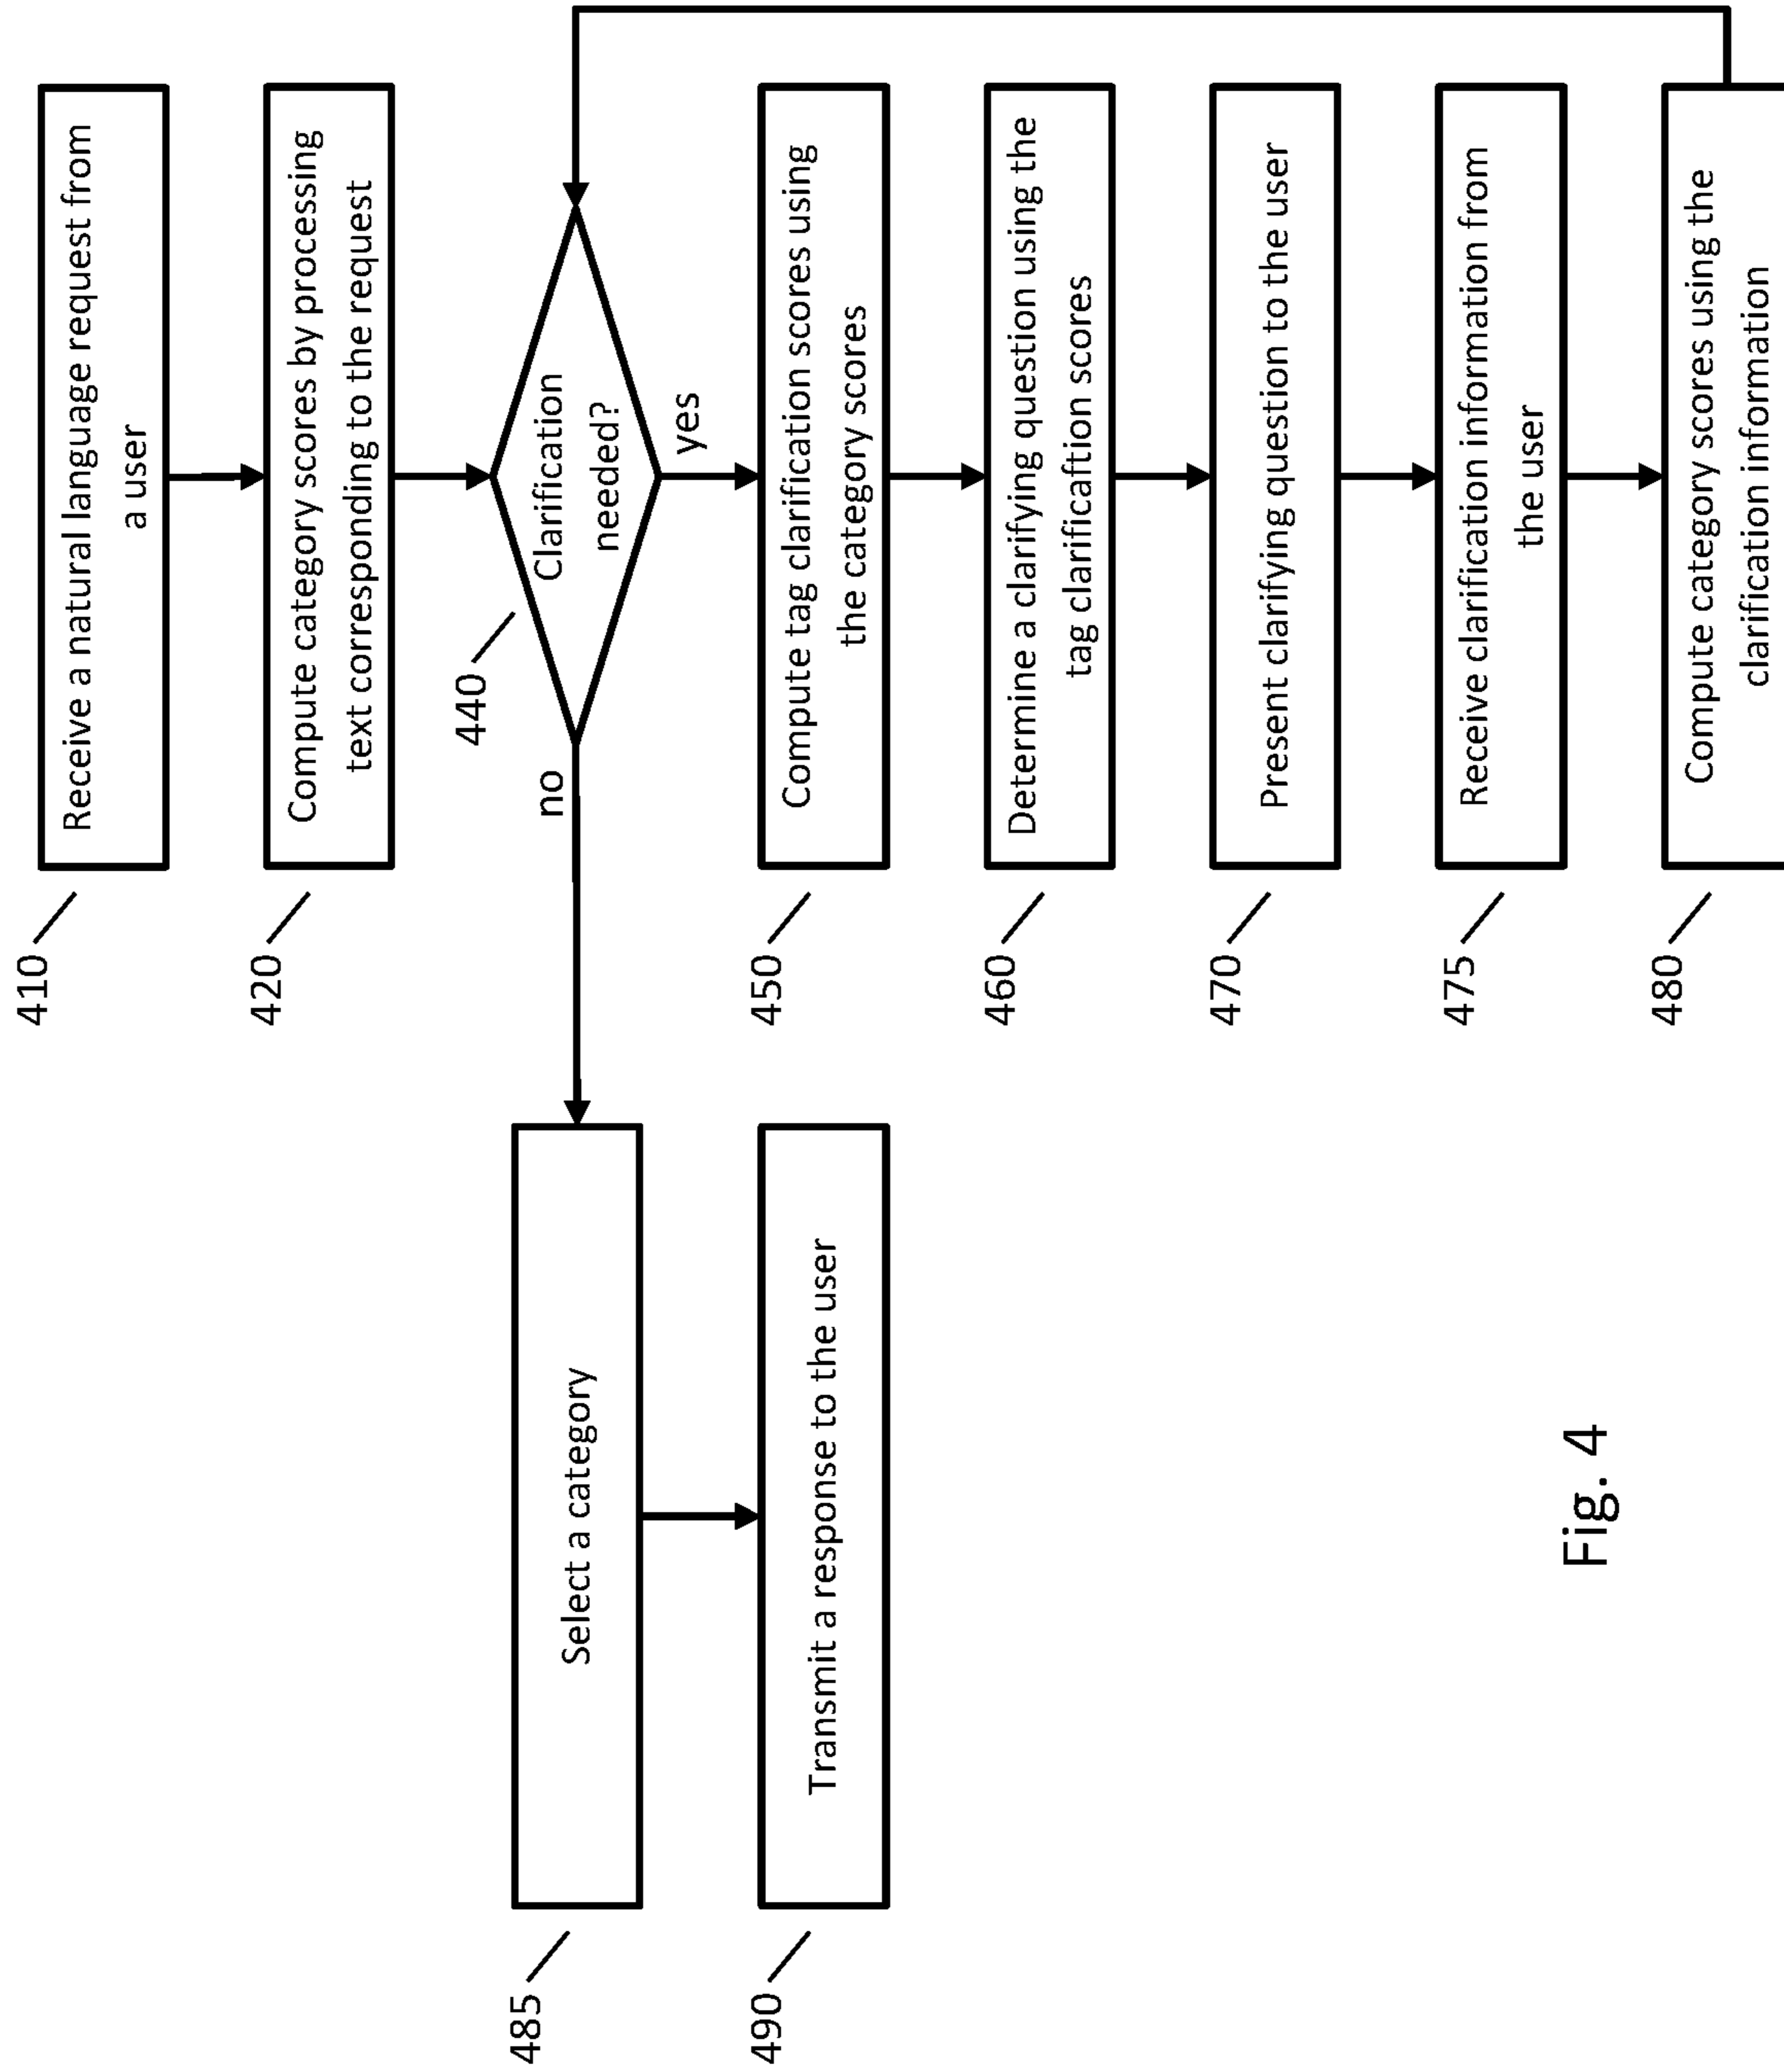 410
Receive a natural language request from
a user
420
Compute category scores by processing
text corresponding to the request
440
Clarification
needed?
no
yes
485
Select a category
490
Transmit a response to the user
450
Compute tag clarification scores using
the category scores
460
Determine a clarifying question using the
tag clarificaftion scores
470
Present clarifying question to the user
475
Receive clarification information from
the user
480
Compute category scores using the
clarification information
Fig. 4